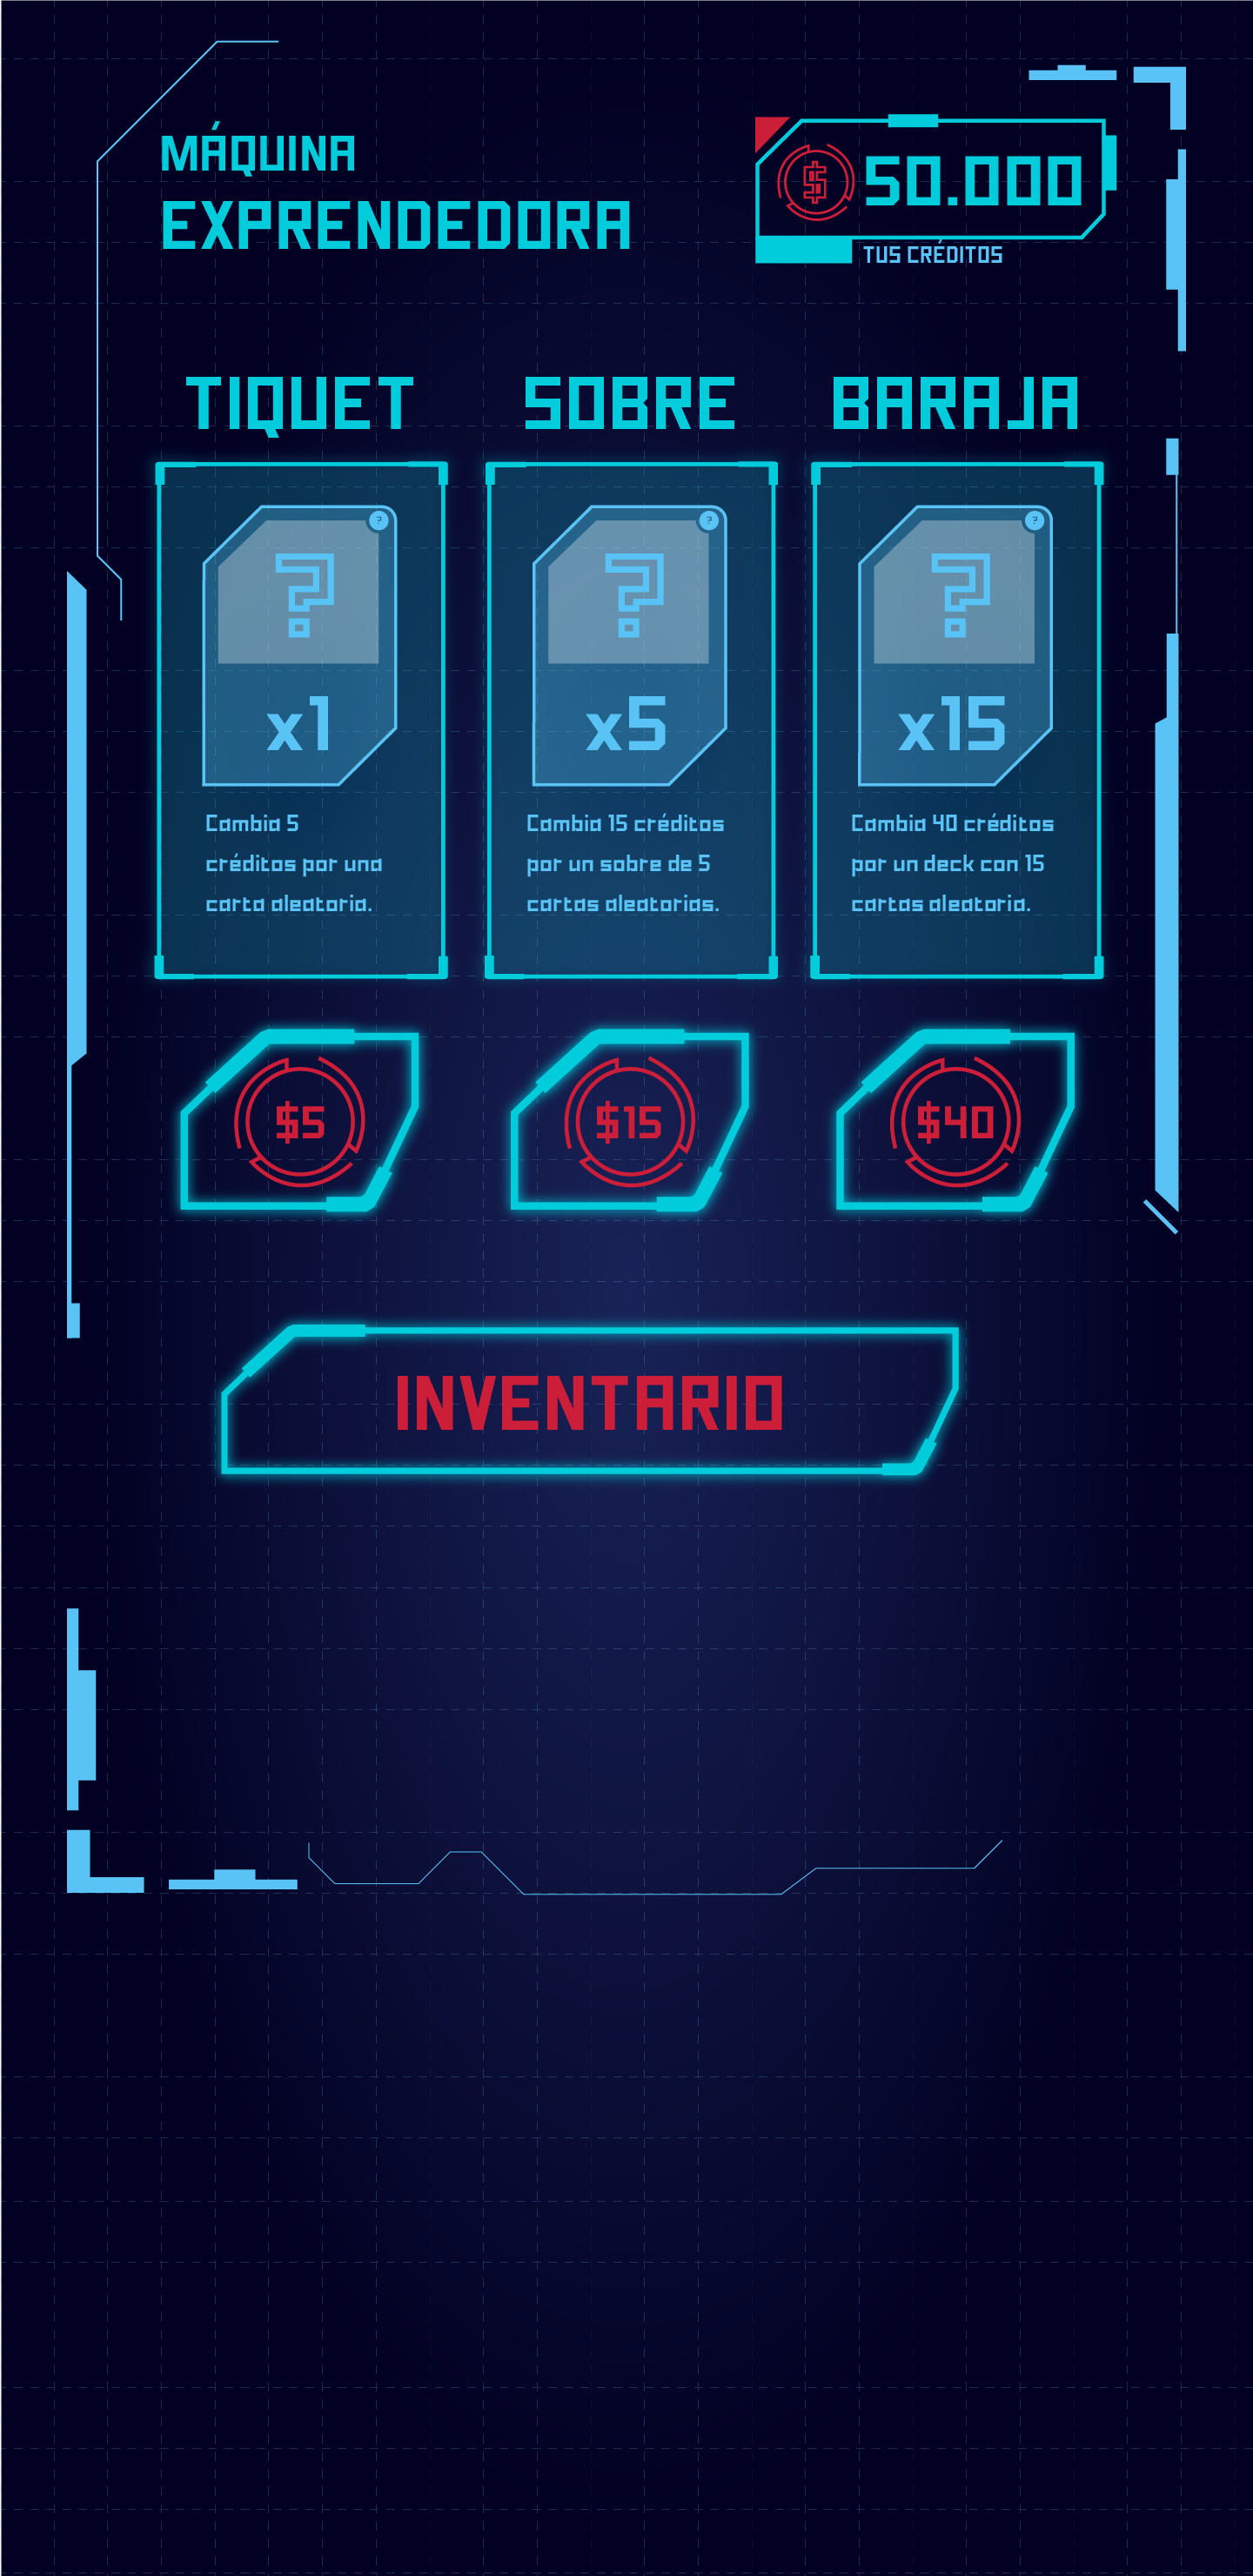 MÁQUINA
EXPRENDEDORA
$ 50.000
TUS CRÉDITOS
TIQUET
SOBRE
BARAJA
?
?
?
?
?
?
x1
x5
x15
Cambia 5
créditos por una
carta aleatoria.
Cambia 15 créditos
por un sobre de 5
cartas aleatorias.
Cambia 40 créditos
por un deck con 15
cartas aleatoria.
$5
$15
$40
INVENTARIO